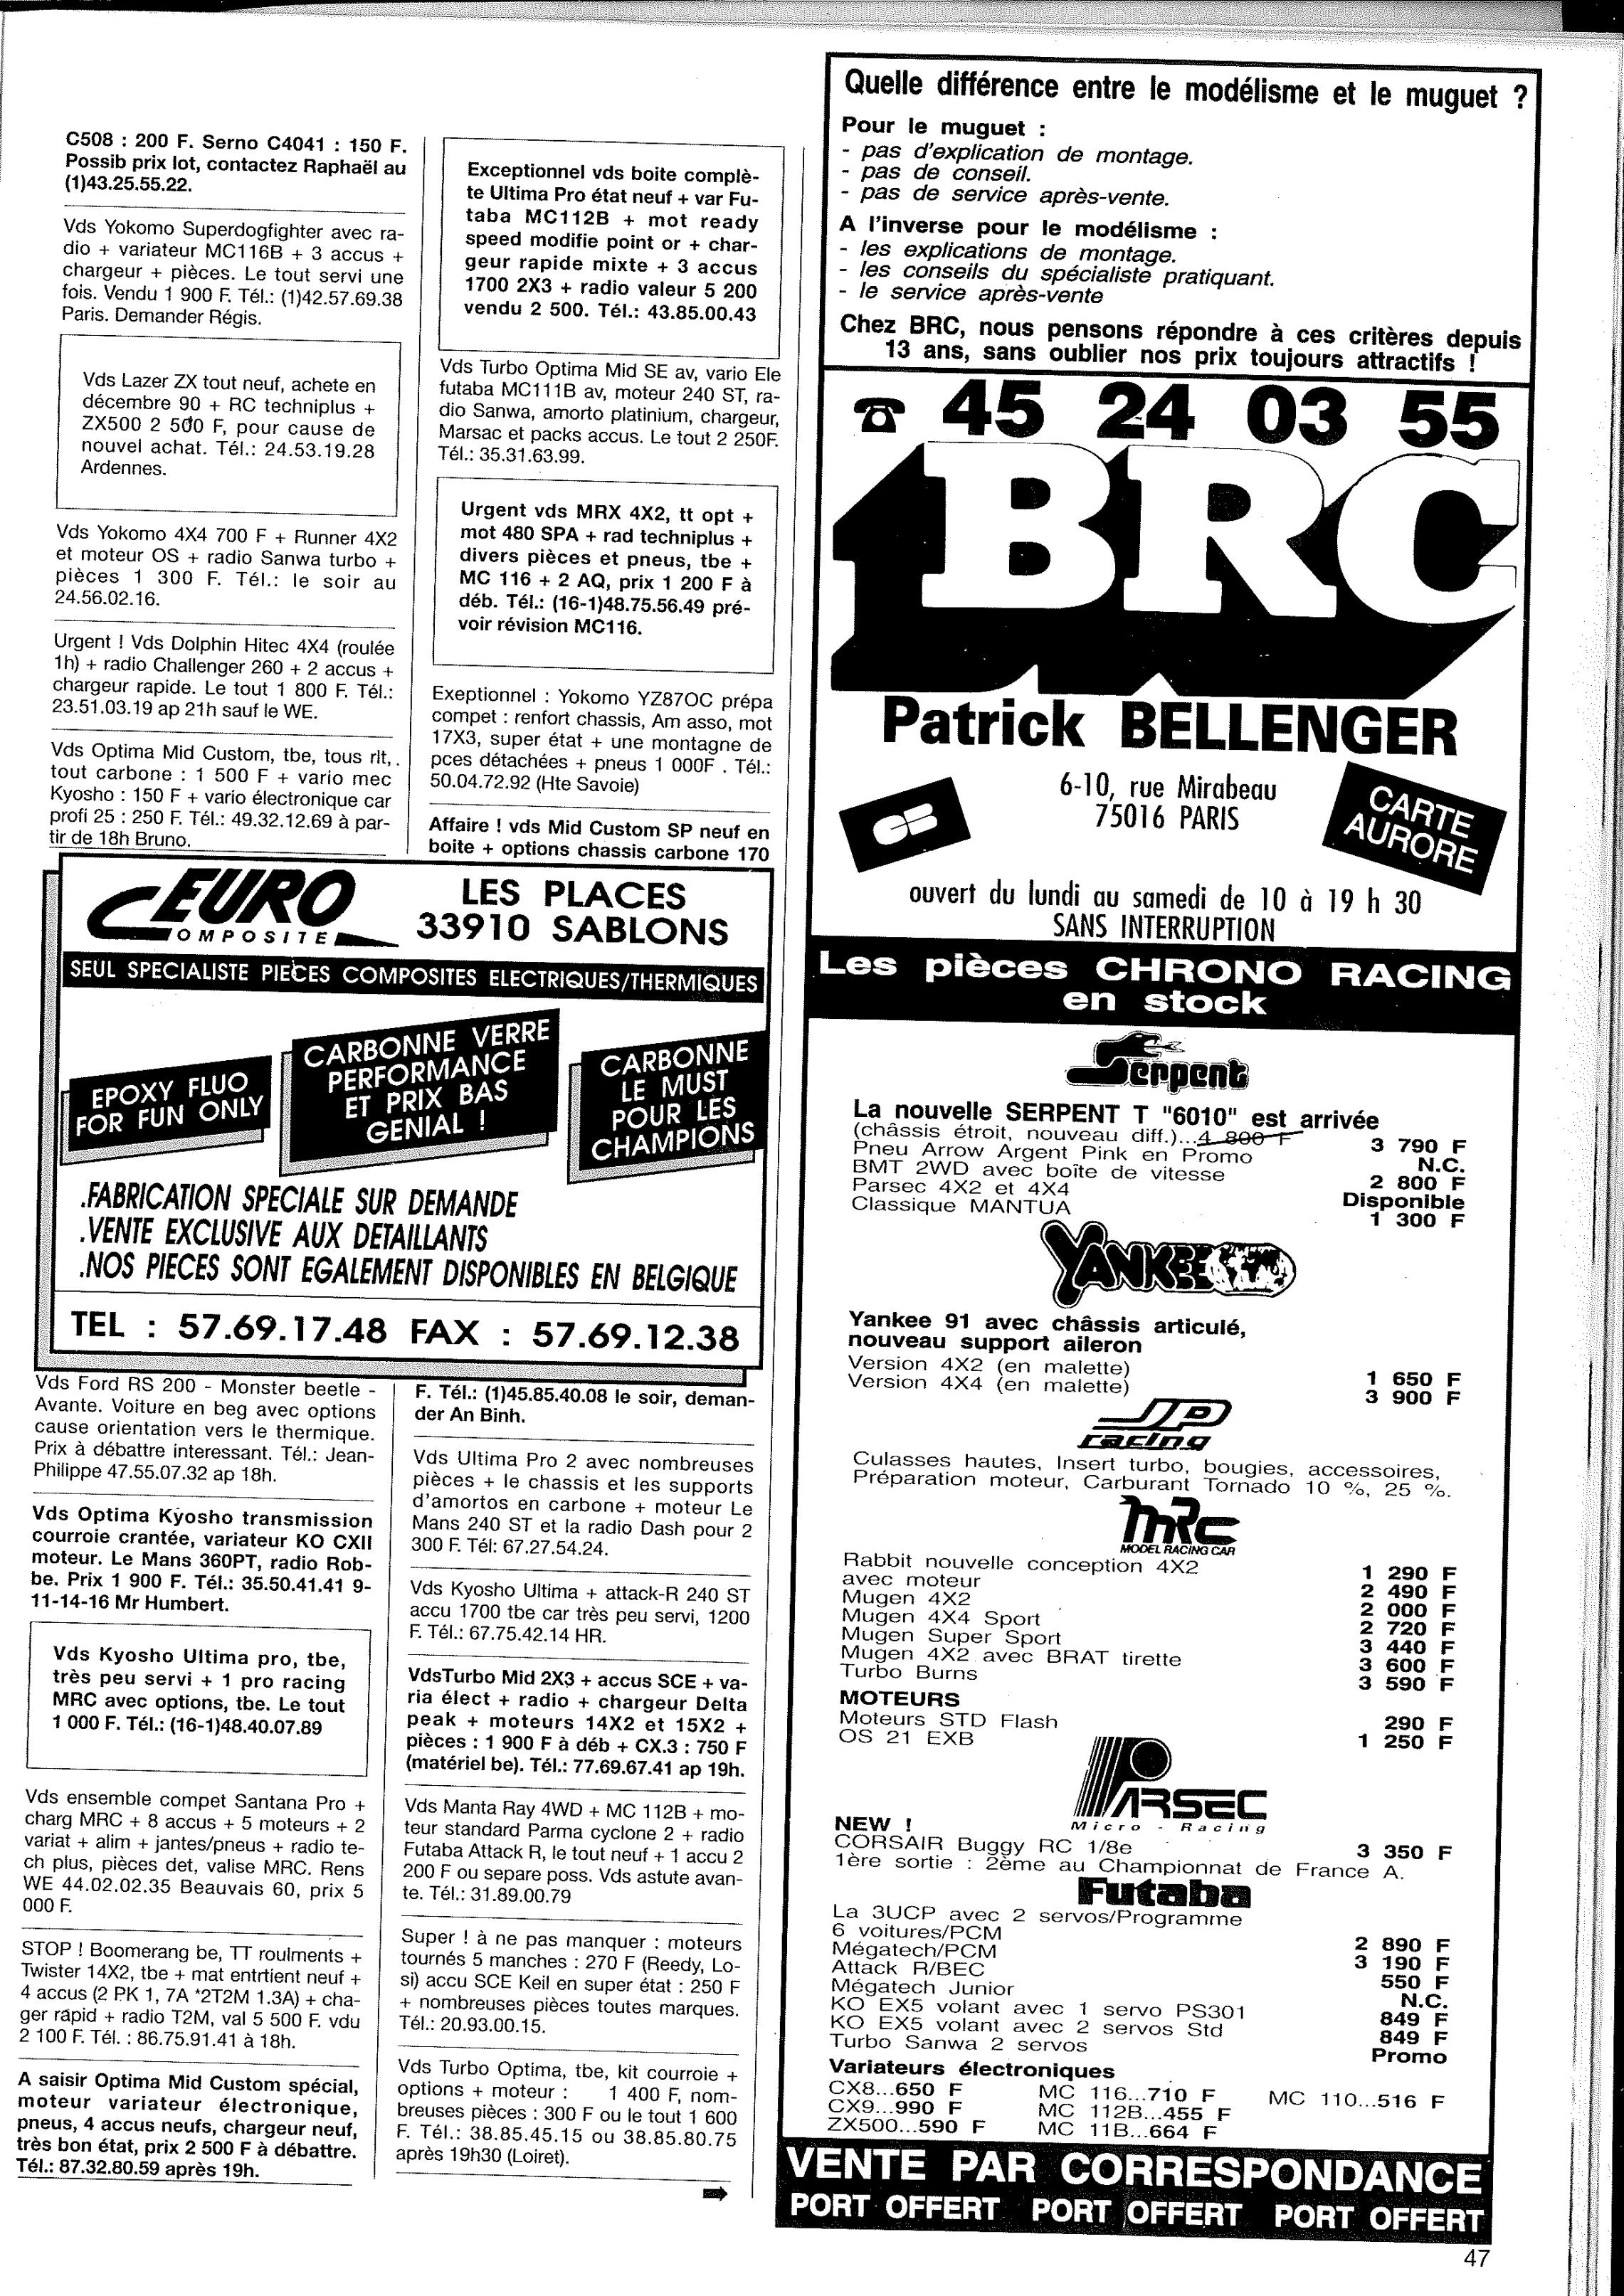 C508 : 200 F. Serno C4041 : 150 F.
Possib prix lot, contactez Raphaël au
(1)43.25.55.22.
Vds Yokomo Superdogfighter avec ra-
dio + variateur MC116B + 3 accus +
chargeur + pièces. Le tout servi une
fois. Vendu 1 900 F. Tél.: (1)42.57.69.38
Paris. Demander Régis.
Vds Lazer ZX tout neuf, achete en
décembre 90 + RC techniplus +
ZX500 2 500 F, pour cause de
nouvel achat. Tél.: 24.53.19.28
Ardennes.
Vds Yokomo 4X4 700 F + Runner 4X2
et moteur OS + radio Sanwa turbo +
pièces 1 300 F. Tél.: le soir au
24.56.02.16.
Urgent ! Vds Dolphin Hitec 4X4 (roulée
1h) + radio Challenger 260 + 2 accus +
chargeur rapide. Le tout 1 800 F. Tél.:
23.51.03.19 ap 21h sauf le WE.
Vds Optima Mid Custom, tbe, tous rlt,
tout carbone : 1 500 F + vario mec
Kyosho : 150 F + vario électronique car
profi 25 : 250 F. Tél.: 49.32.12.69 à par-
tir de 18h Bruno.
Exceptionnel vds boite complè-
te Ultima Pro état neuf + var Fu-
taba MC112B + mot ready
speed modifie point or + char-
geur rapide mixte + 3 accus
1700 2X3 + radio valeur 5 200
vendu 2 500. Tél.: 43.85.00.43
Vds Turbo Optima Mid SE av, vario Ele
futaba MC111B av, moteur 240 ST, ra-
dio Sanwa, amorto platinium, chargeur,
Marsac et packs accus. Le tout 2 250F.
Tél.: 35.31.63.99.
Urgent vds MRX 4X2, tt opt +
mot 480 SPA + rad techniplus +
divers pièces et pneus, tbe +
MC 116 + 2 AQ, prix 1 200 F à
déb. Tél.: (16-1)48.75.56.49 pré-
voir révision MC116.
Exeptionnel : Yokomo YZ87OC prépa
compet : renfort chassis, Am asso, mot
17X3, super état + une montagne de
pces détachées + pneus 1 000F . Tél.:
50.04.72.92 (Hte Savoie)
Affaire ! vds Mid Custom SP neuf en
boite + options chassis carbone 170
EURO
COMPOSITE
LES PLACES
33910 SABLONS
SEUL SPECIALISTE PIECES COMPOSITES ELECTRIQUES/THERMIQUES
EPOXY FLUO
FOR FUN ONLY
CARBONNE VERRE
PERFORMANCE
ET PRIX BAS
GENIAL !
CARBONNE
LE MUST
POUR LES
CHAMPIONS
.FABRICATION SPECIALE SUR DEMANDE
.VENTE EXCLUSIVE AUX DETAILLANTS
.NOS PIECES SONT EGALEMENT DISPONIBLES EN BELGIQUE
TEL : 57.69.17.48 FAX : 57.69.12.38
Vds Ford RS 200 - Monster beetle -
Avante. Voiture en beg avec options
cause orientation vers le thermique.
Prix à débattre interessant. Tél.: Jean-
Philippe 47.55.07.32 ap 18h.
Vds Optima Kyosho transmission
courroie crantée, variateur KO CXII
moteur. Le Mans 360PT, radio Rob-
be. Prix 1 900 F. Tél.: 35.50.41.41 9-
11-14-16 Mr Humbert.
Vds Kyosho Ultima pro, tbe,
très peu servi + 1 pro racing
MRC avec options, tbe. Le tout
1 000 F. Tél.: (16-1)48.40.07.89
Vds ensemble compet Santana Pro +
charg MRC + 8 accus + 5 moteurs + 2
variat + alim + jantes/pneus + radio te-
ch plus, pièces det, valise MRC. Rens
WE 44.02.02.35 Beauvais 60, prix 5
000 F.
STOP ! Boomerang be, TT roulments +
Twister 14X2, tbe + mat entrtient neuf +
4 accus (2 PK 1, 7A *2T2M 1.3A) + cha-
ger rapid + radio T2M, val 5 500 F. vdu
2 100 F. Tél. : 86.75.91.41 à 18h.
A saisir Optima Mid Custom spécial,
moteur variateur électronique,
pneus, 4 accus neufs, chargeur neuf,
très bon état, prix 2 500 F à débattre.
Tél.: 87.32.80.59 après 19h.
F. Tél.: (1)45.85.40.08 le soir, deman-
der An Binh.
Vds Ultima Pro 2 avec nombreuses
pièces + le chassis et les supports
d'amortos en carbone + moteur Le
Mans 240 ST et la radio Dash pour 2
300 F. Tél: 67.27.54.24.
Vds Kyosho Ultima + attack-R 240 ST
accu 1700 tbe car très peu servi, 1200
F. Tél.: 67.75.42.14 HR.
VdsTurbo Mid 2X3 + accus SCE + va-
ria élect + radio + chargeur Delta
peak + moteurs 14X2 et 15X2 +
pièces : 1 900 F à déb + CX.3 : 750 F
(matériel be). Tél.: 77.69.67.41 ap 19h.
Vds Manta Ray 4WD + MC 112B + mo-
teur standard Parma cyclone 2 + radio
Futaba Attack R, le tout neuf + 1 accu 2
200 F ou separe poss. Vds astute avan-
te. Tél.: 31.89.00.79
Super ! à ne pas manquer : moteurs
tournés 5 manches : 270 F (Reedy, Lo-
si) accu SCE Keil en super état : 250 F
+ nombreuses pièces toutes marques.
Tél.: 20.93.00.15.
Vds Turbo Optima, tbe, kit courroie +
options + moteur : 1 400 F, nom-
breuses pièces : 300 F ou le tout 1 600
F. Tél.: 38.85.45.15 ou 38.85.80.75
après 19h30 (Loiret).
Quelle différence entre le modélisme et le muguet ?
Pour le muguet :
- pas d'explication de montage.
- pas de conseil.
- pas de service après-vente.
A l'inverse pour le modélisme :
- les explications de montage.
- les conseils du spécialiste pratiquant.
- le service après-vente
Chez BRC, nous pensons répondre à ces critères depuis
13 ans, sans oublier nos prix toujours attractifs !
☎ 45 24 03 55
BRC
Patrick BELLENGER
6-10, rue Mirabeau
75016 PARIS
CB
CARTE
AURORE
ouvert du lundi au samedi de 10 à 19 h 30
SANS INTERRUPTION
Les pièces CHRONO RACING
en stock
Serpent
La nouvelle SERPENT T "6010" est arrivée
(châssis étroit, nouveau diff.)...4 800 F 3 790 F
Pneu Arrow Argent Pink en Promo N.C.
BMT 2WD avec boîte de vitesse 2 800 F
Parsec 4X2 et 4X4 Disponible
Classique MANTUA 1 300 F
YANKEE
Yankee 91 avec châssis articulé,
nouveau support aileron
Version 4X2 (en malette) 1 650 F
Version 4X4 (en malette) 3 900 F
JP
racing
Culasses hautes, Insert turbo, bougies, accessoires,
Préparation moteur, Carburant Tornado 10 %, 25 %.
MRC
MODEL RACING CAR
Rabbit nouvelle conception 4X2 1 290 F
avec moteur 2 490 F
Mugen 4X2 2 000 F
Mugen 4X4 Sport 2 720 F
Mugen Super Sport 3 440 F
Mugen 4X2 avec BRAT tirette 3 600 F
Turbo Burns 3 590 F
MOTEURS
Moteurs STD Flash 290 F
OS 21 EXB 1 250 F
PARSEC
Micro - Racing
NEW !
CORSAIR Buggy RC 1/8e 3 350 F
1ère sortie : 2ème au Championnat de France A.
Futaba
La 3UCP avec 2 servos/Programme
6 voitures/PCM 2 890 F
Mégatech/PCM 3 190 F
Attack R/BEC 550 F
Mégatech Junior N.C.
KO EX5 volant avec 1 servo PS301 849 F
KO EX5 volant avec 2 servos Std 849 F
Turbo Sanwa 2 servos Promo
Variateurs électroniques
CX8...650 F MC 116...710 F MC 110...516 F
CX9...990 F MC 112B...455 F
ZX500...590 F MC 11B...664 F
VENTE PAR CORRESPONDANCE
PORT OFFERT PORT OFFERT PORT OFFERT
47